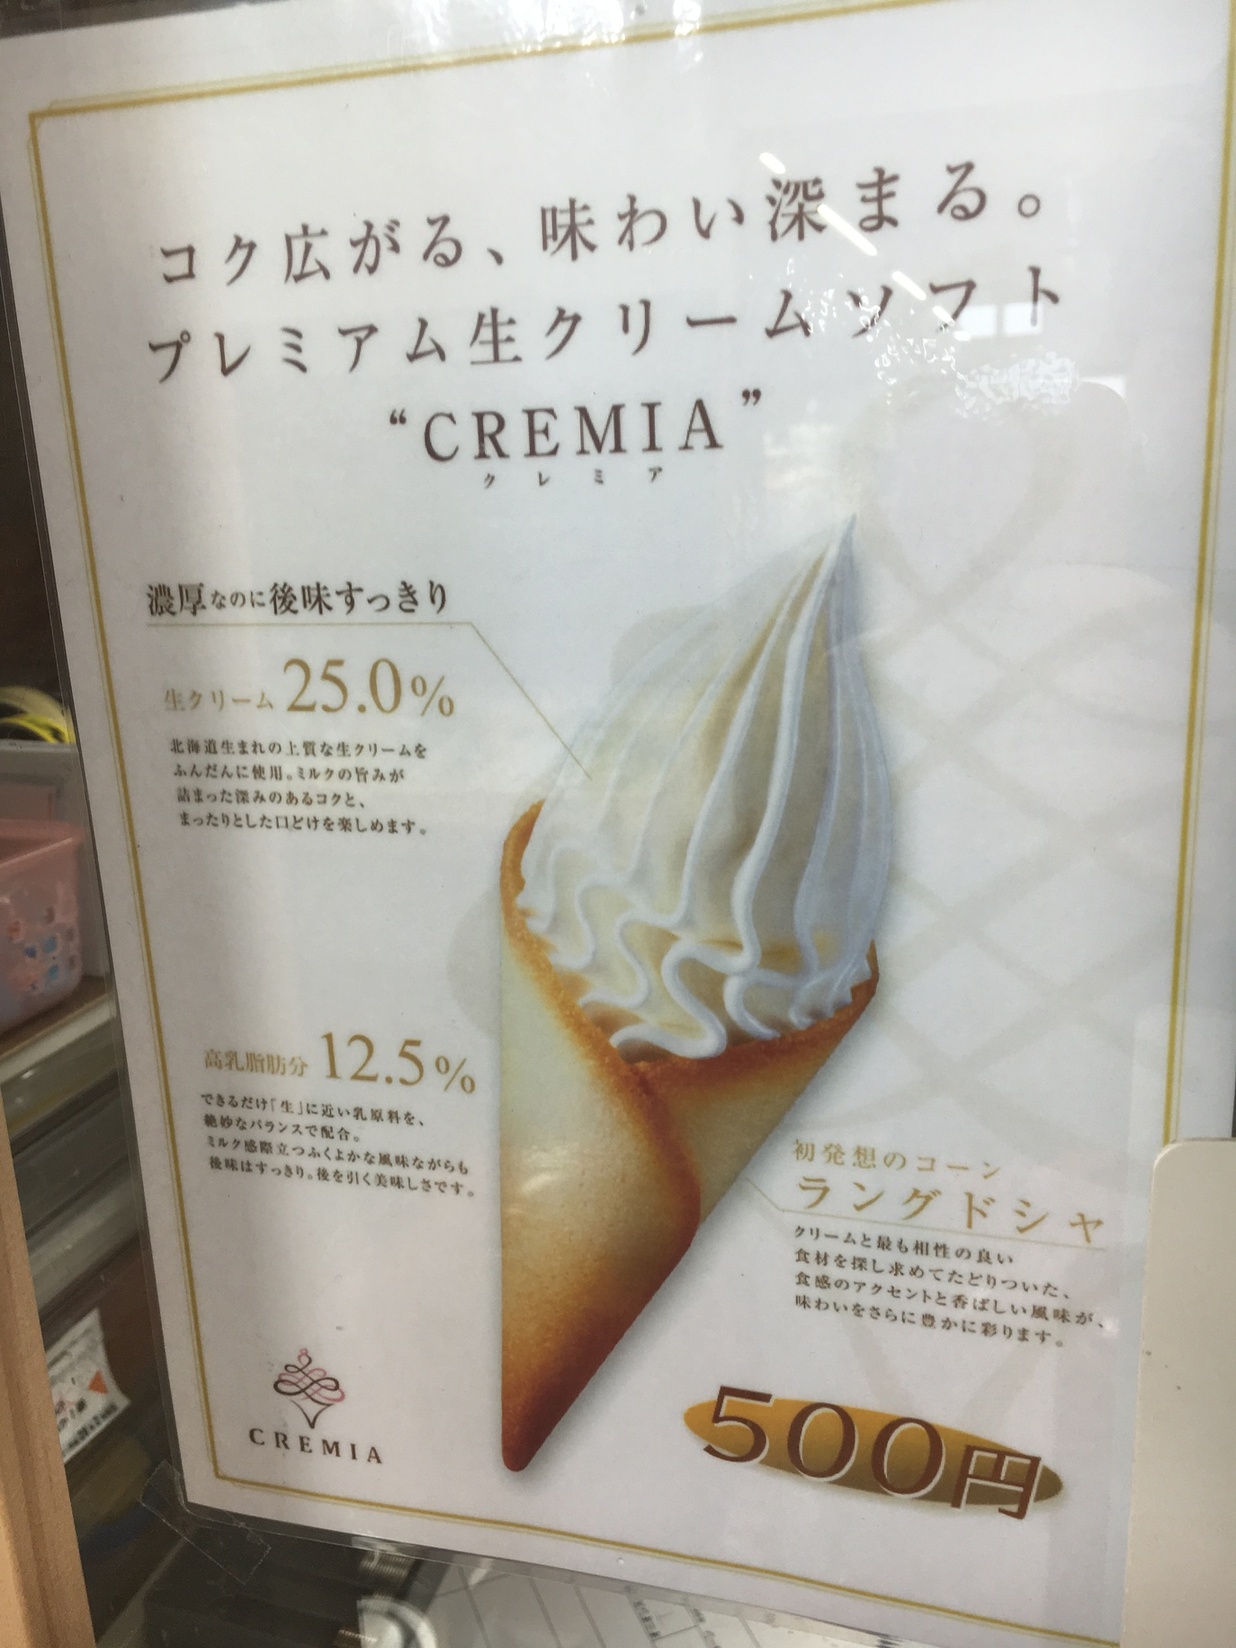 コク広がる、味わい深まる。
プレミアム生クリームソフト
“CREMIA”
クレミア
濃厚なのに後味すっきり
生クリーム 25.0%
北海道生まれの上質な生クリームを
ふんだんに使用。ミルクの旨みが
詰まった深みのあるコクと、
まったりとした口どけを楽しめます。
高乳脂肪分 12.5%
できるだけ「生」に近い乳原料を、
絶妙なバランスで配合。
ミルク感際立つふくよかな風味ながらも
後味はすっきり。後を引く美味しさです。
初発想のコーン
ラングドシャ
クリームと最も相性の良い
食材を探し求めてたどりついた、
食感のアクセントと香ばしい風味が、
味わいをさらに豊かに彩ります。
CREMIA
500円